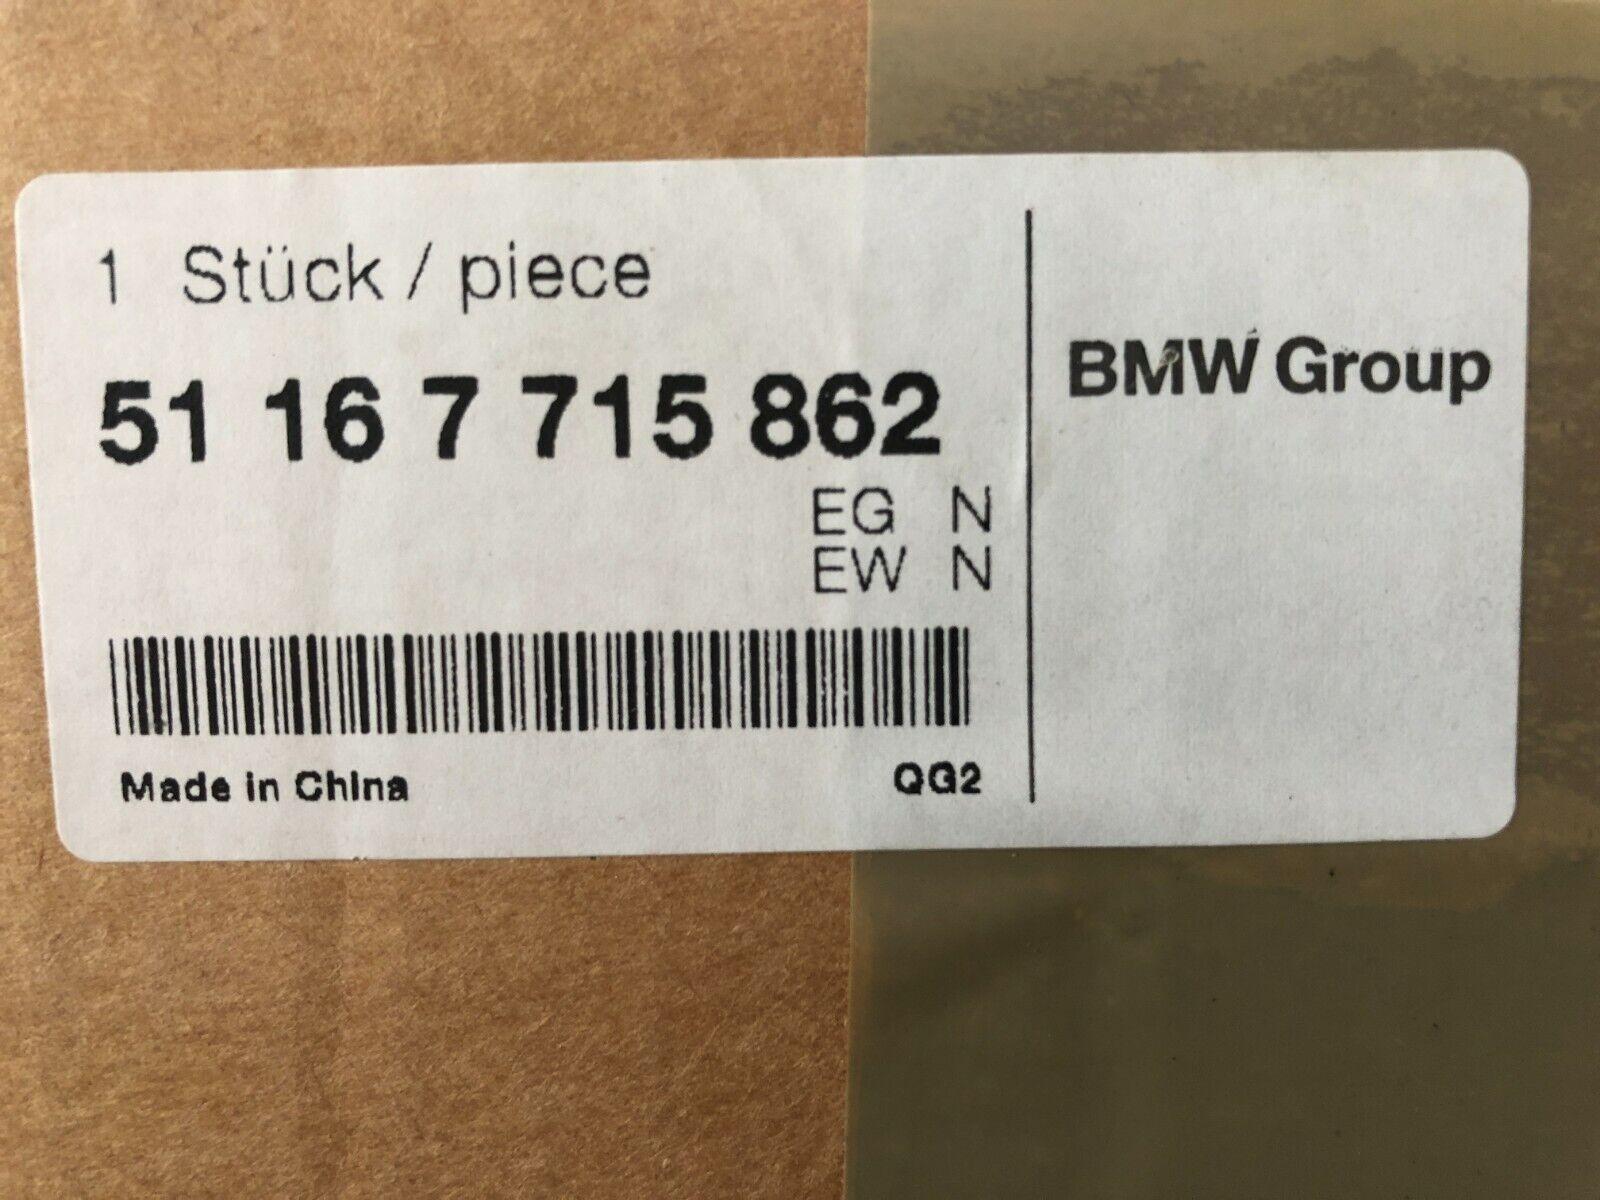 1 Stück / piece
51 16 7 715 862
EG N
EW N
Made in China
QG2
BMW Group